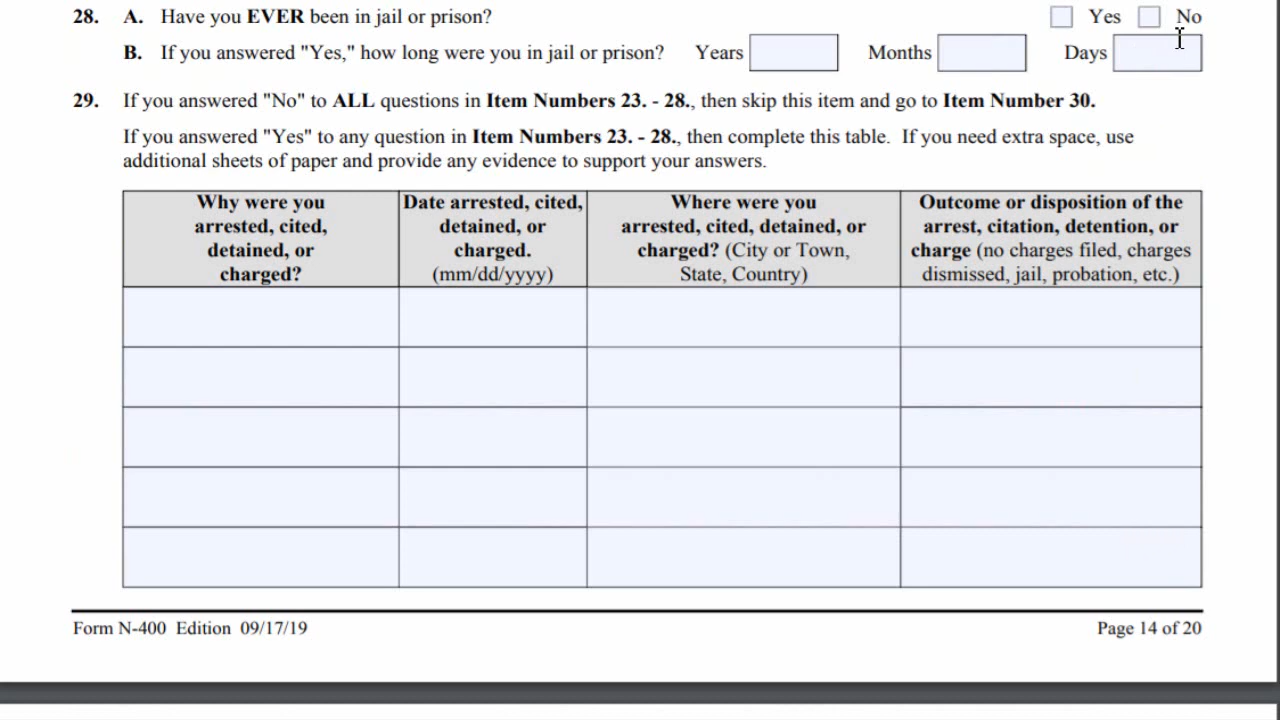 28. A. Have you EVER been in jail or prison? Yes No
B. If you answered "Yes," how long were you in jail or prison? Years Months Days
29. If you answered "No" to ALL questions in Item Numbers 23. - 28., then skip this item and go to Item Number 30.
If you answered "Yes" to any question in Item Numbers 23. - 28., then complete this table. If you need extra space, use
additional sheets of paper and provide any evidence to support your answers.
Why were you
arrested, cited,
detained, or
charged?
Date arrested, cited,
detained, or
charged.
(mm/dd/yyyy)
Where were you
arrested, cited, detained, or
charged? (City or Town,
State, Country)
Outcome or disposition of the
arrest, citation, detention, or
charge (no charges filed, charges
dismissed, jail, probation, etc.)
Form N-400 Edition 09/17/19 Page 14 of 20